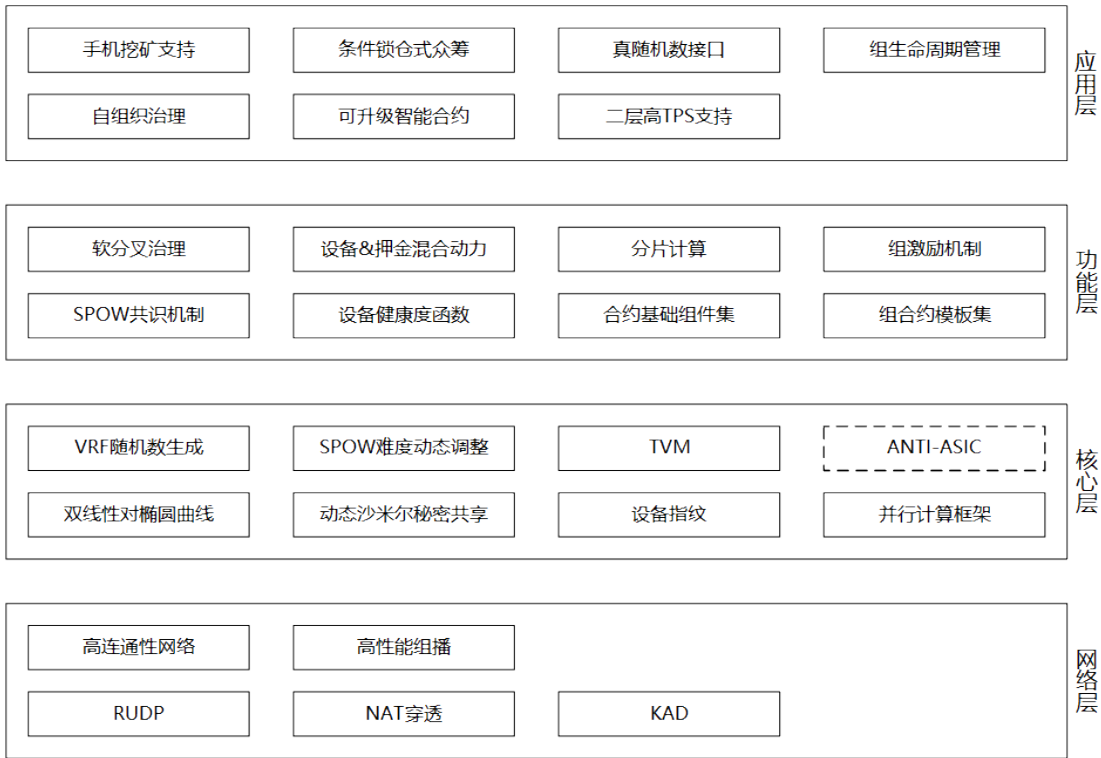 手机挖矿支持
条件锁仓式众筹
真随机数接口
组生命周期管理
自组织治理
可升级智能合约
二层高TPS支持
应用层
软分叉治理
设备&押金混合动力
分片计算
组激励机制
SPOW共识机制
设备健康度函数
合约基础组件集
组合约模板集
功能层
VRF随机数生成
SPOW难度动态调整
TVM
ANTI-ASIC
双线性对椭圆曲线
动态沙米尔秘密共享
设备指纹
并行计算框架
核心层
高连通性网络
高性能组播
RUDP
NAT穿透
KAD
网络层